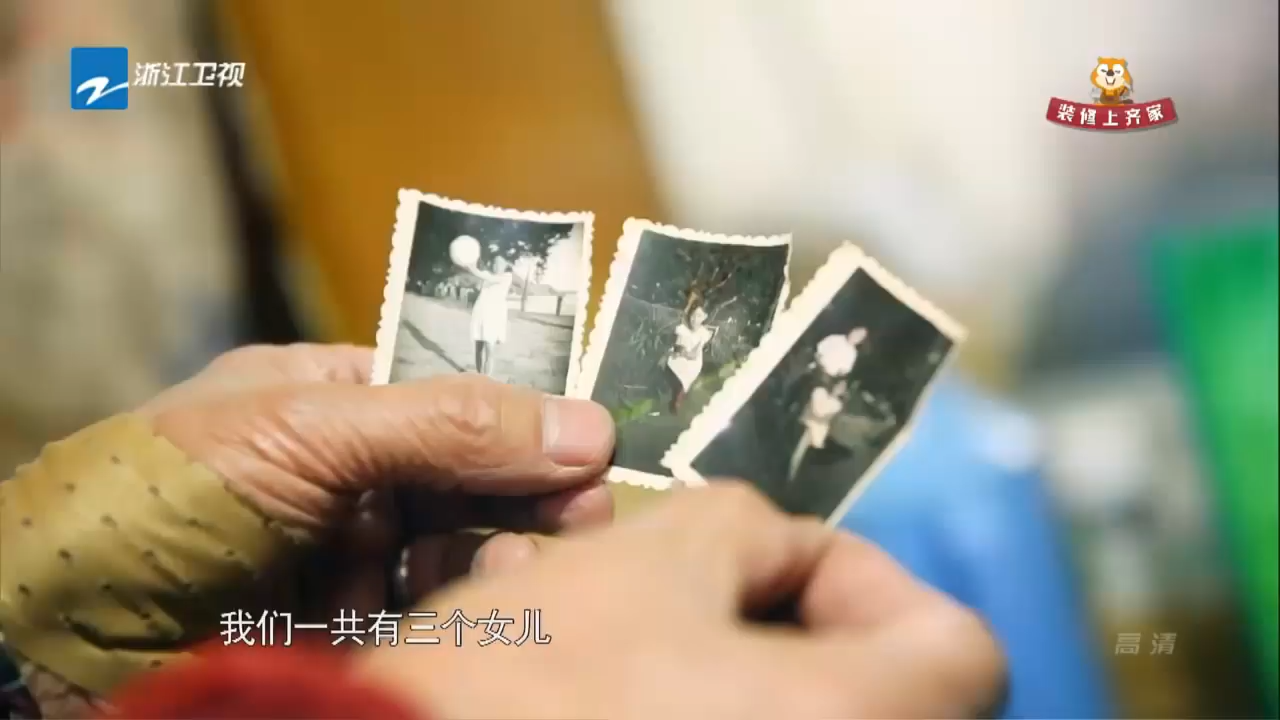 浙江卫视
装修上齐家
我们一共有三个女儿
高清